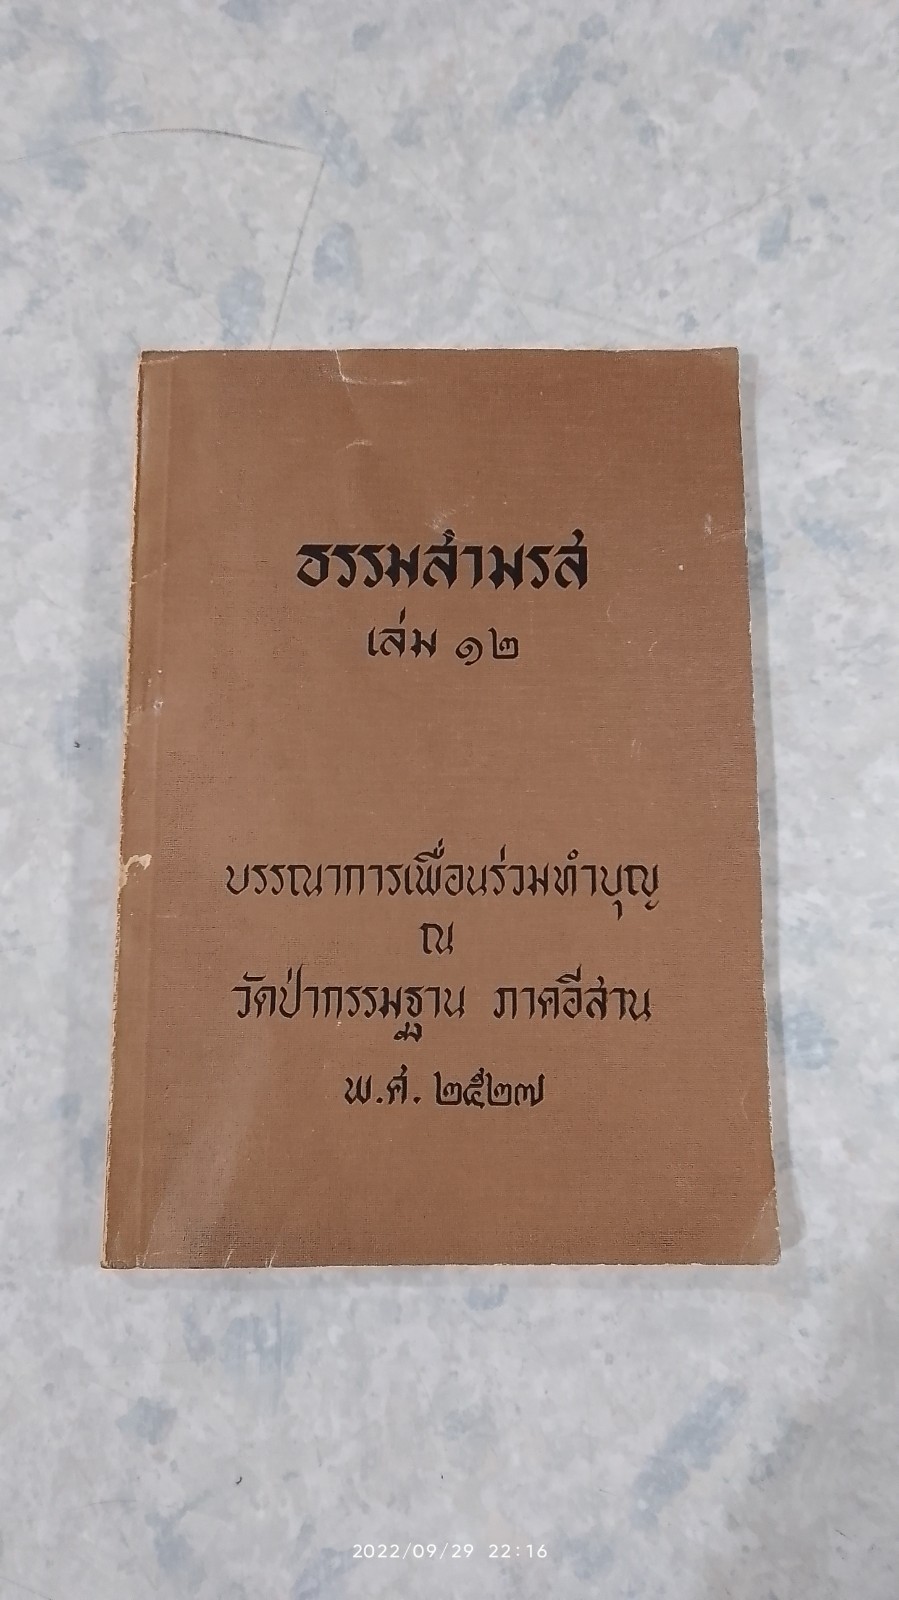 ธรรมสามรส
เล่ม ๑๒
บรรณาการเพื่อนร่วมทำบุญ
ณ
วัดป่ากรรมฐาน ภาคอีสาน
พ.ศ. ๒๕๒๗
2022/09/29 22:16